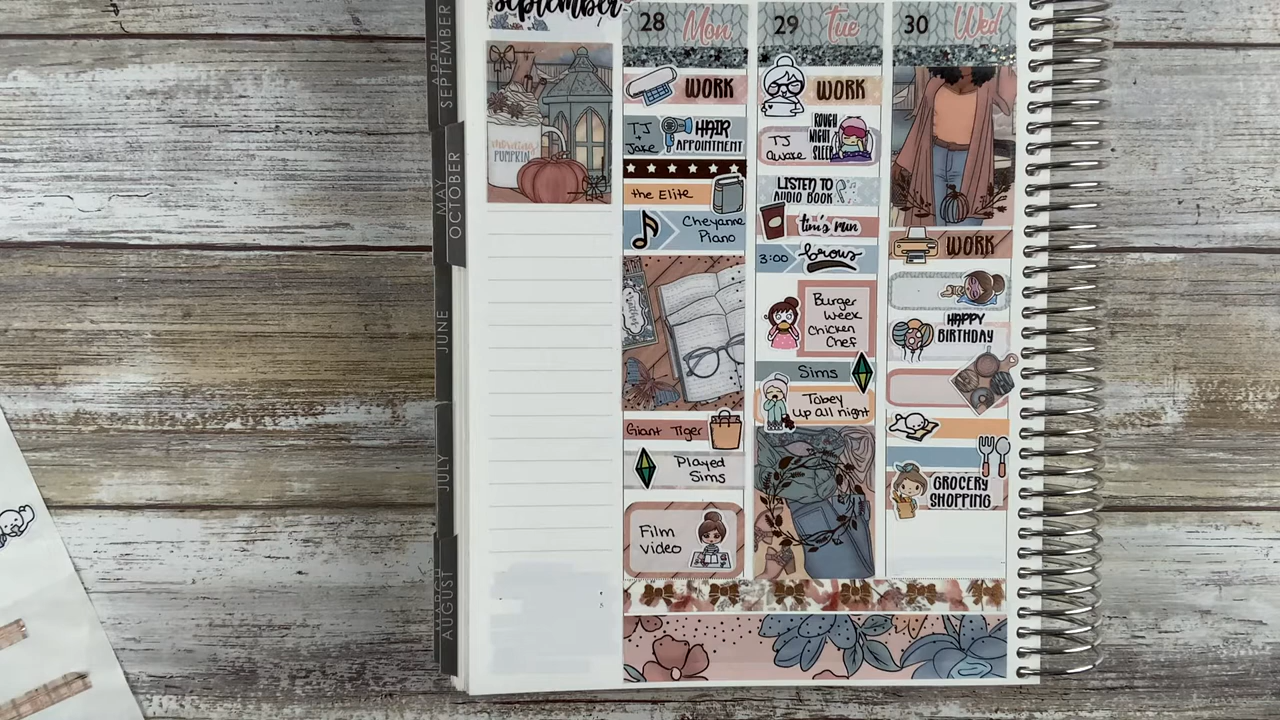 september
28 Mon
29 Tue
30 Wed
APRIL
SEPTEMBER
MAY
OCTOBER
JUNE
JULY
AUGUST
PUMPKIN
WORK
TJ
+
Jake
HAIR
APPOINTMENT
the Elite
Cheyanne
Piano
Giant Tiger
Played
Sims
Film
video
WORK
TJ
awake
ROUGH
NIGHT
SLEEP
LISTEN TO
AUDIO BOOK
tim's run
3:00
brows
Burger
week
Chicken
Chef
Sims
Tobey
up all night
WORK
HAPPY
BIRTHDAY
GROCERY
SHOPPING